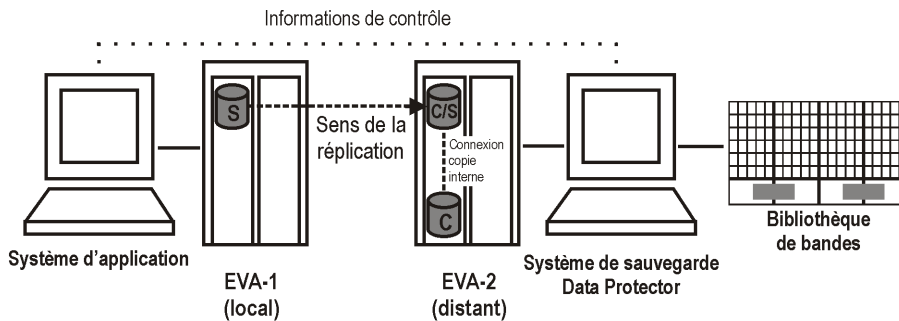 Informations de contrôle
S
C/S
Sens de la
réplication
Connexion
copie
interne
C
Système d'application
EVA-1
(local)
EVA-2
(distant)
Système de sauvegarde
Data Protector
Bibliothèque
de bandes